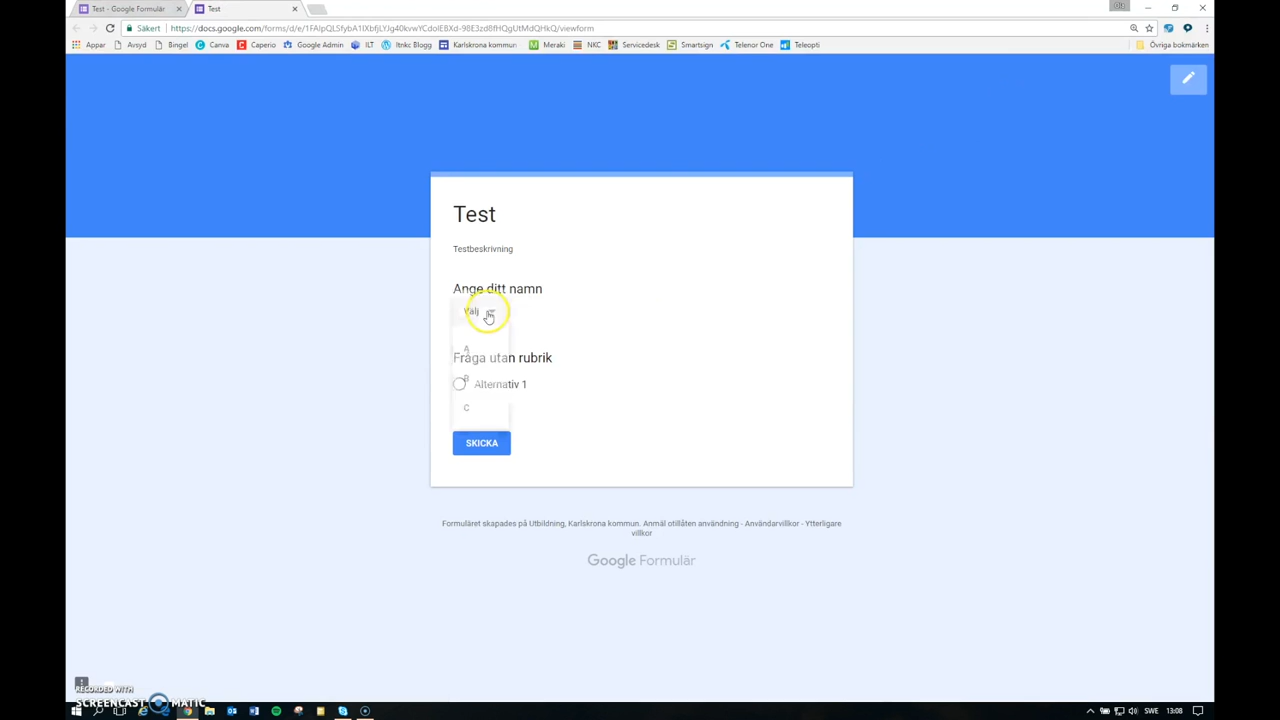 Test - Google Formulär
Test
Säkert
https://docs.google.com/forms/d/e/1FAIpQLSfybA1IXbfjLYJg40kvwYCdoIEBX-98E3zd8fHQgUtMdQHkQ/viewform
Appar Avsyd Bingel Canva Caperio Google Admin ILT Itnkc Blogg Karlskrona kommun Meraki NKC Servicedesk Smartsign Telenor One Teleopti Övriga bokmärken
Test
Testbeskrivning
Ange ditt namn
Välj
A
Fråga utan rubrik
B
Alternativ 1
C
SKICKA
Formuläret skapades på Utbildning, Karlskrona kommun. Anmäl otillåten användning - Användarvillkor - Ytterligare
villkor
Google Formulär
RECORDED WITH
SCREENCAST MATIC
SWE 13:08